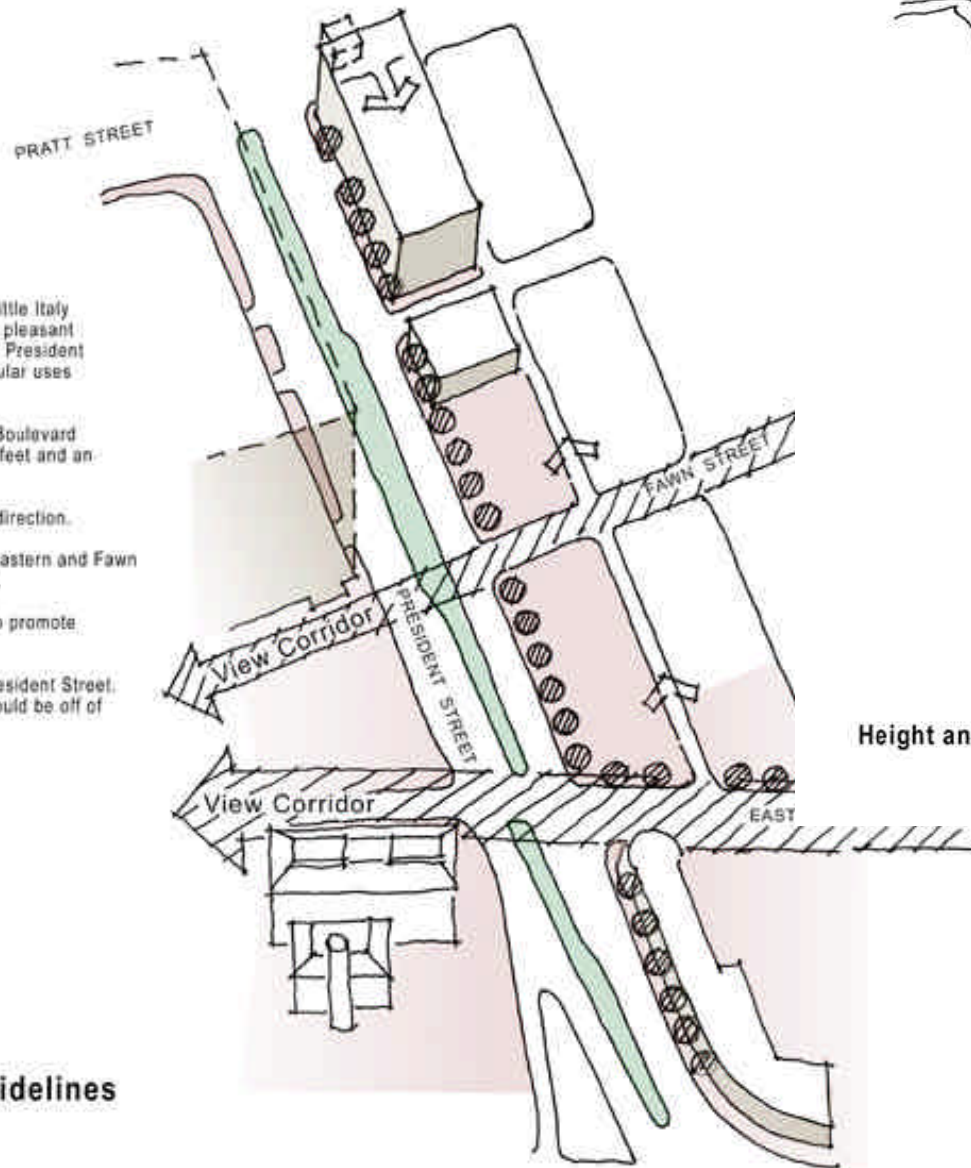 PRATT STREET
ittle Italy
pleasant
President
ular uses
Boulevard
feet and an
direction.
astern and Fawn
promote
esident Street.
ould be off of
FAWN STREET
View Corridor
PRESIDENT STREET
View Corridor
EAST
Height an
idelines